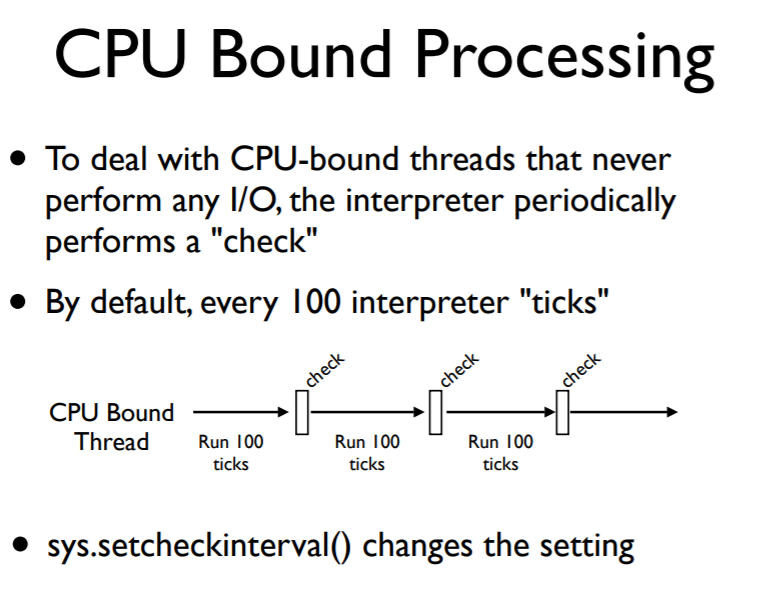 CPU Bound Processing
• To deal with CPU-bound threads that never
perform any I/O, the interpreter periodically
performs a "check"
• By default, every 100 interpreter "ticks"
check
check
check
CPU Bound
Thread
Run 100
ticks
Run 100
ticks
Run 100
ticks
• sys.setcheckinterval() changes the setting